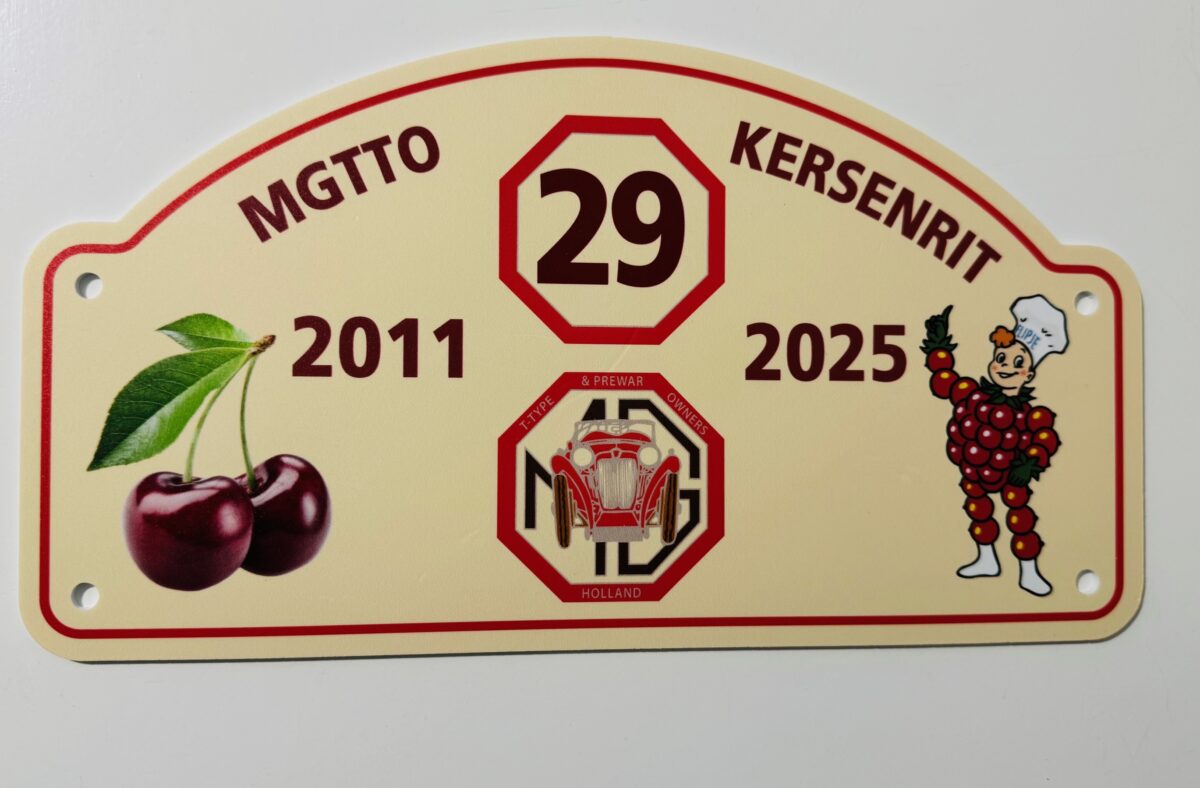 MGTTO
29
KERSENRIT
2011
2025
FLIPJE
T-TYPE & PREWAR OWNERS
MG
HOLLAND